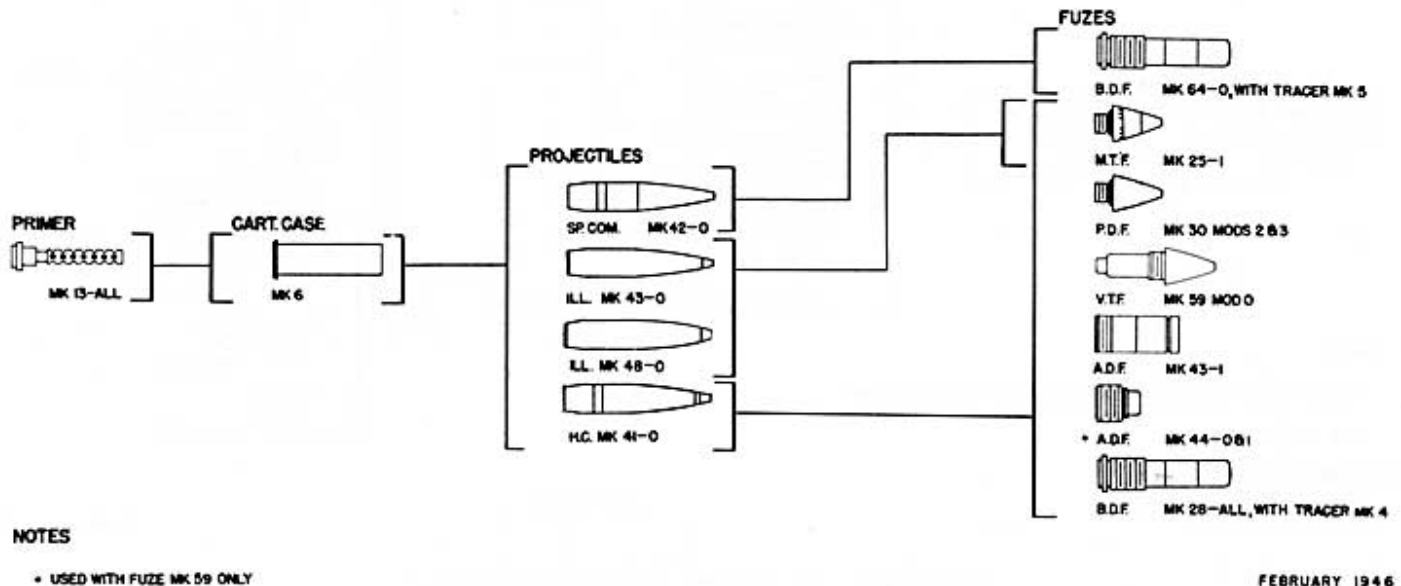 FUZES
B.D.F. MK 64-0, WITH TRACER MK 5
M.T.F. MK 25-1
P.D.F. MK 30 MODS 2 & 3
V.T.F. MK 59 MOD 0
A.D.F. MK 43-1
* A.D.F. MK 44-0&1
B.D.F. MK 28-ALL, WITH TRACER MK 4
PROJECTILES
SP. COM. MK 42-0
ILL. MK 43-0
ILL. MK 48-0
H.C. MK 41-0
PRIMER
MK 13-ALL
CART. CASE
MK 6
NOTES
* USED WITH FUZE MK 59 ONLY
FEBRUARY 1946